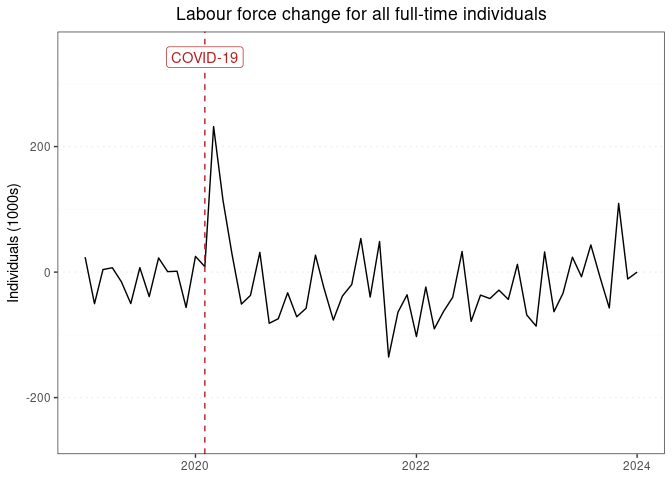 Labour force change for all full-time individuals
COVID-19
Individuals (1000s)
200
0
-200
2020
2022
2024